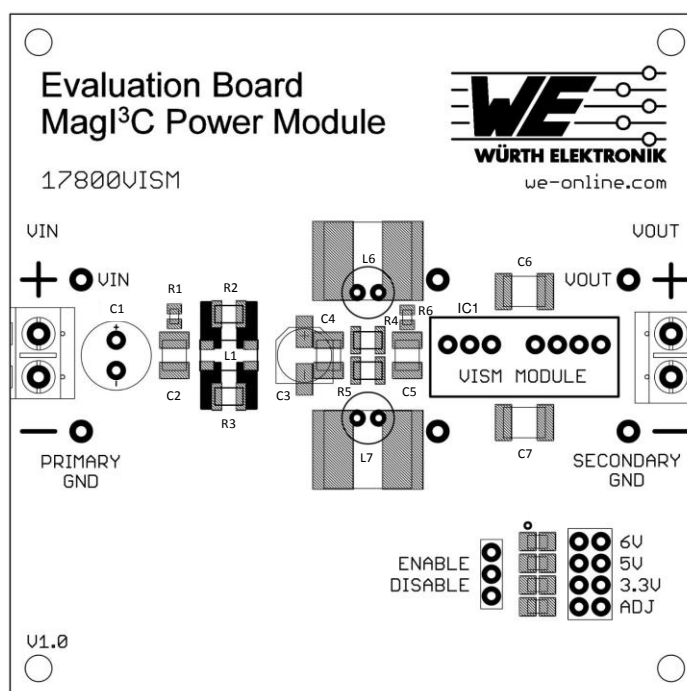 Evaluation Board
MagI³C Power Module
WE
WÜRTH ELEKTRONIK
17800VISM
we-online.com
VIN
VOUT
+
VIN
VOUT
+
L6
C6
R1
R2
C1
+
C4
R6
IC1
R4
L1
VISM MODULE
-
C2
C3
R5
C5
R3
L7
C7
-
-
PRIMARY
GND
SECONDARY
GND
ENABLE
DISABLE
6V
5V
3.3V
ADJ
V1.0